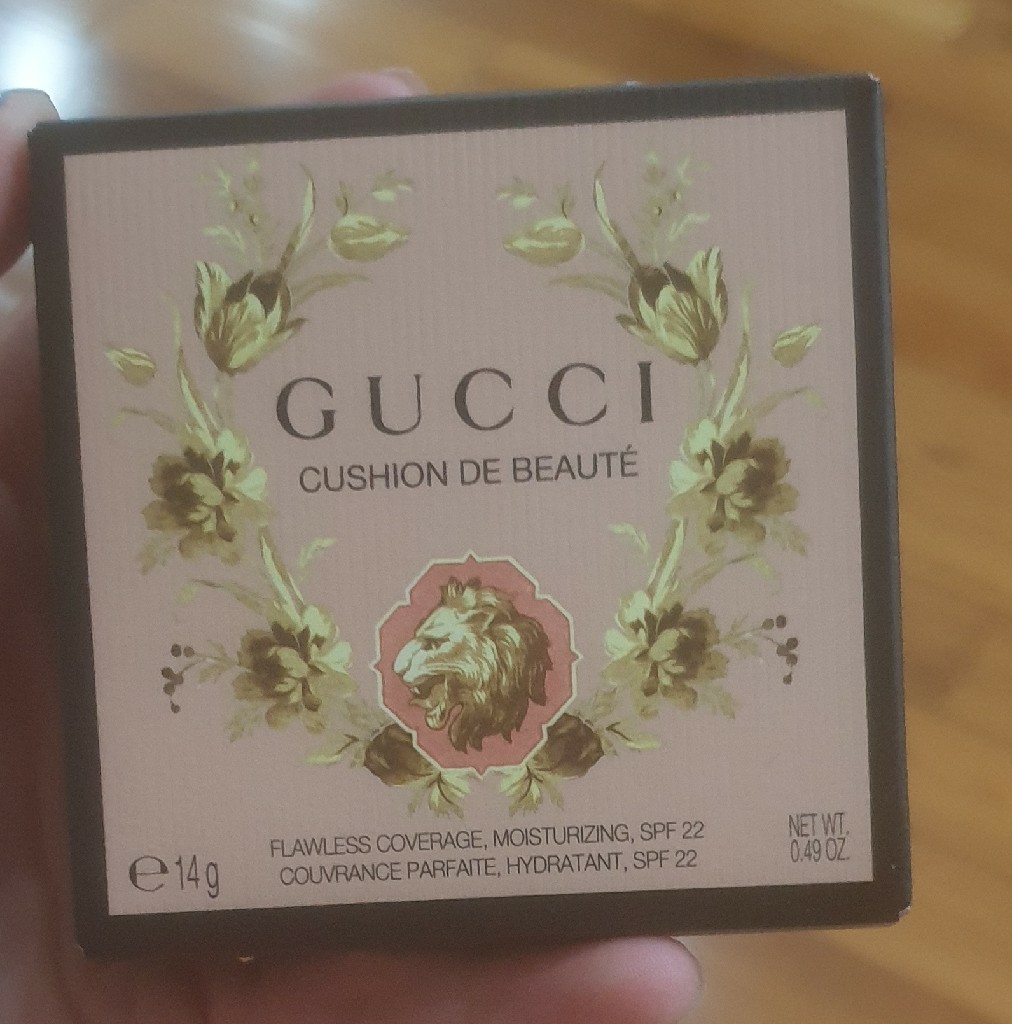 GUCCI
CUSHION DE BEAUTÉ
FLAWLESS COVERAGE, MOISTURIZING, SPF 22
COUVRANCE PARFAITE, HYDRATANT, SPF 22
℮ 14 g
NET WT.
0.49 OZ.